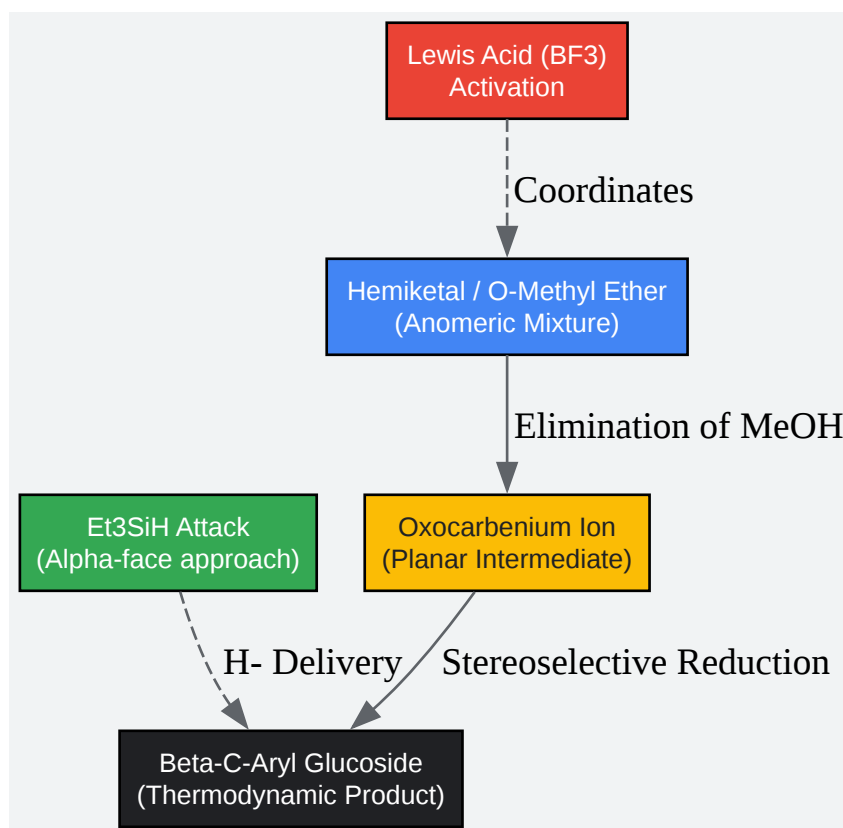 Lewis Acid (BF3)
Activation
Coordinates
Hemiketal / O-Methyl Ether
(Anomeric Mixture)
Elimination of MeOH
Et3SiH Attack
(Alpha-face approach)
Oxocarbenium Ion
(Planar Intermediate)
H- Delivery
Stereoselective Reduction
Beta-C-Aryl Glucoside
(Thermodynamic Product)